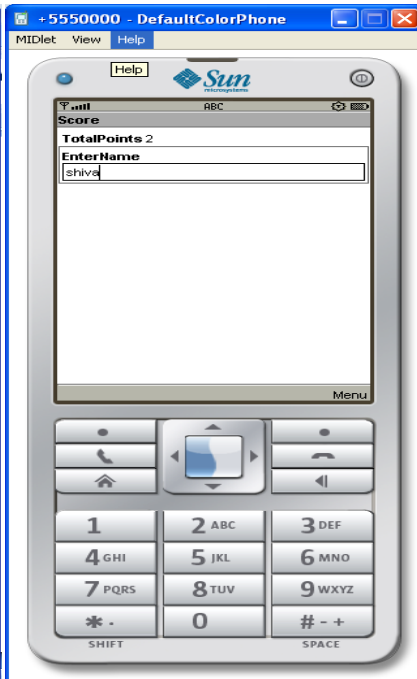 +5550000 - DefaultColorPhone
MIDlet View Help
Help
Sun
microsystems
ABC
Score
TotalPoints 2
EnterName
shiva
Menu
1 2 ABC 3 DEF
4 GHI 5 JKL 6 MNO
7 PQRS 8 TUV 9 WXYZ
* . 0 # - +
SHIFT SPACE